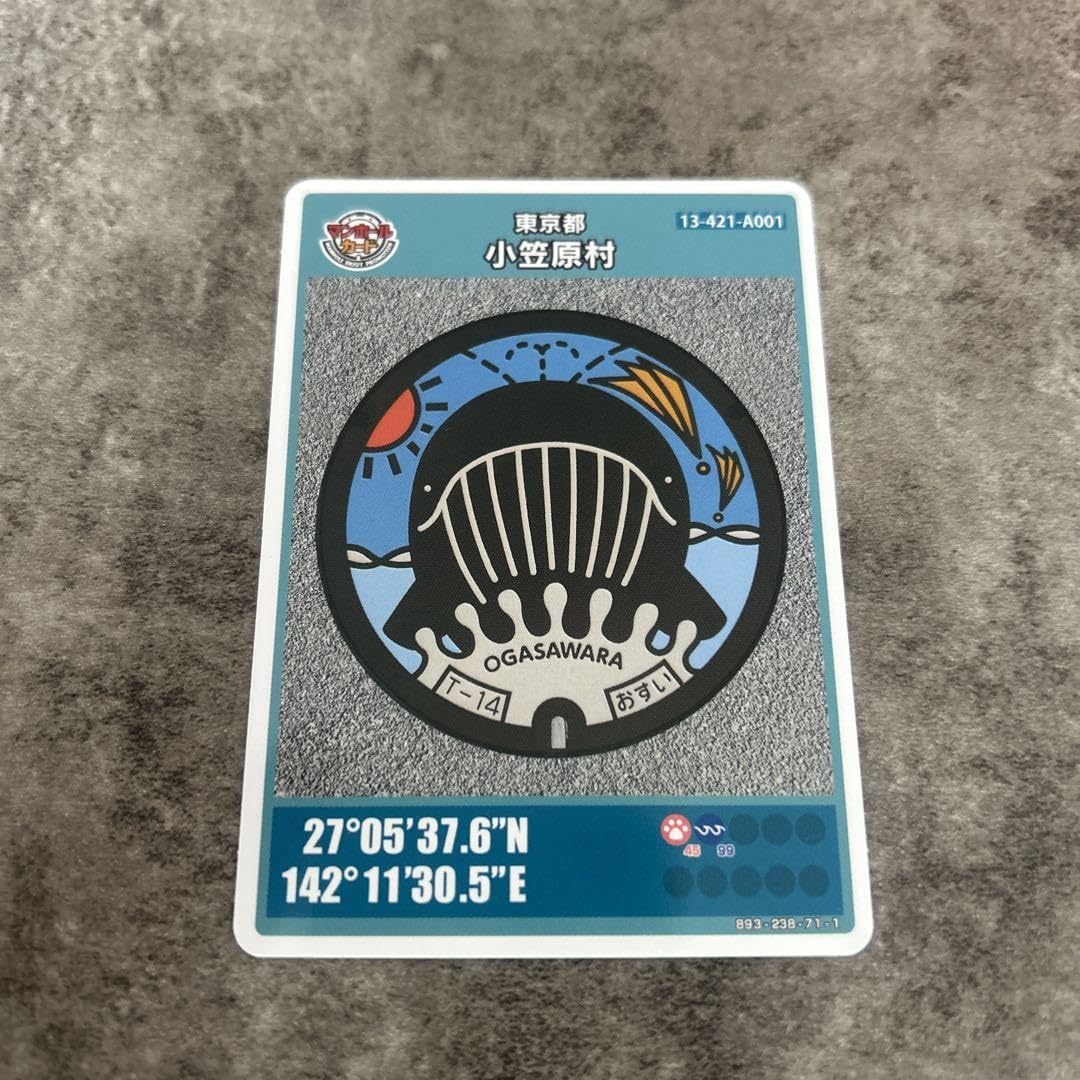 マンホール
カード
東京都
小笠原村
13-421-A001
OGASAWARA
T-14
おすい
27°05’37.6”N
142°11’30.5”E
45
99
893-238-71-1